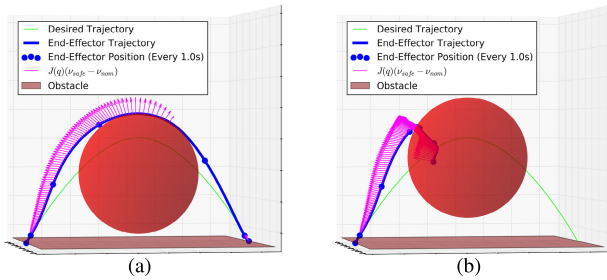 Desired Trajectory
End-Effector Trajectory
End-Effector Position (Every 1.0s)
J(q)(ν_safe − ν_nom)
Obstacle
(a)
Desired Trajectory
End-Effector Trajectory
End-Effector Position (Every 1.0s)
J(q)(ν_safe − ν_nom)
Obstacle
(b)